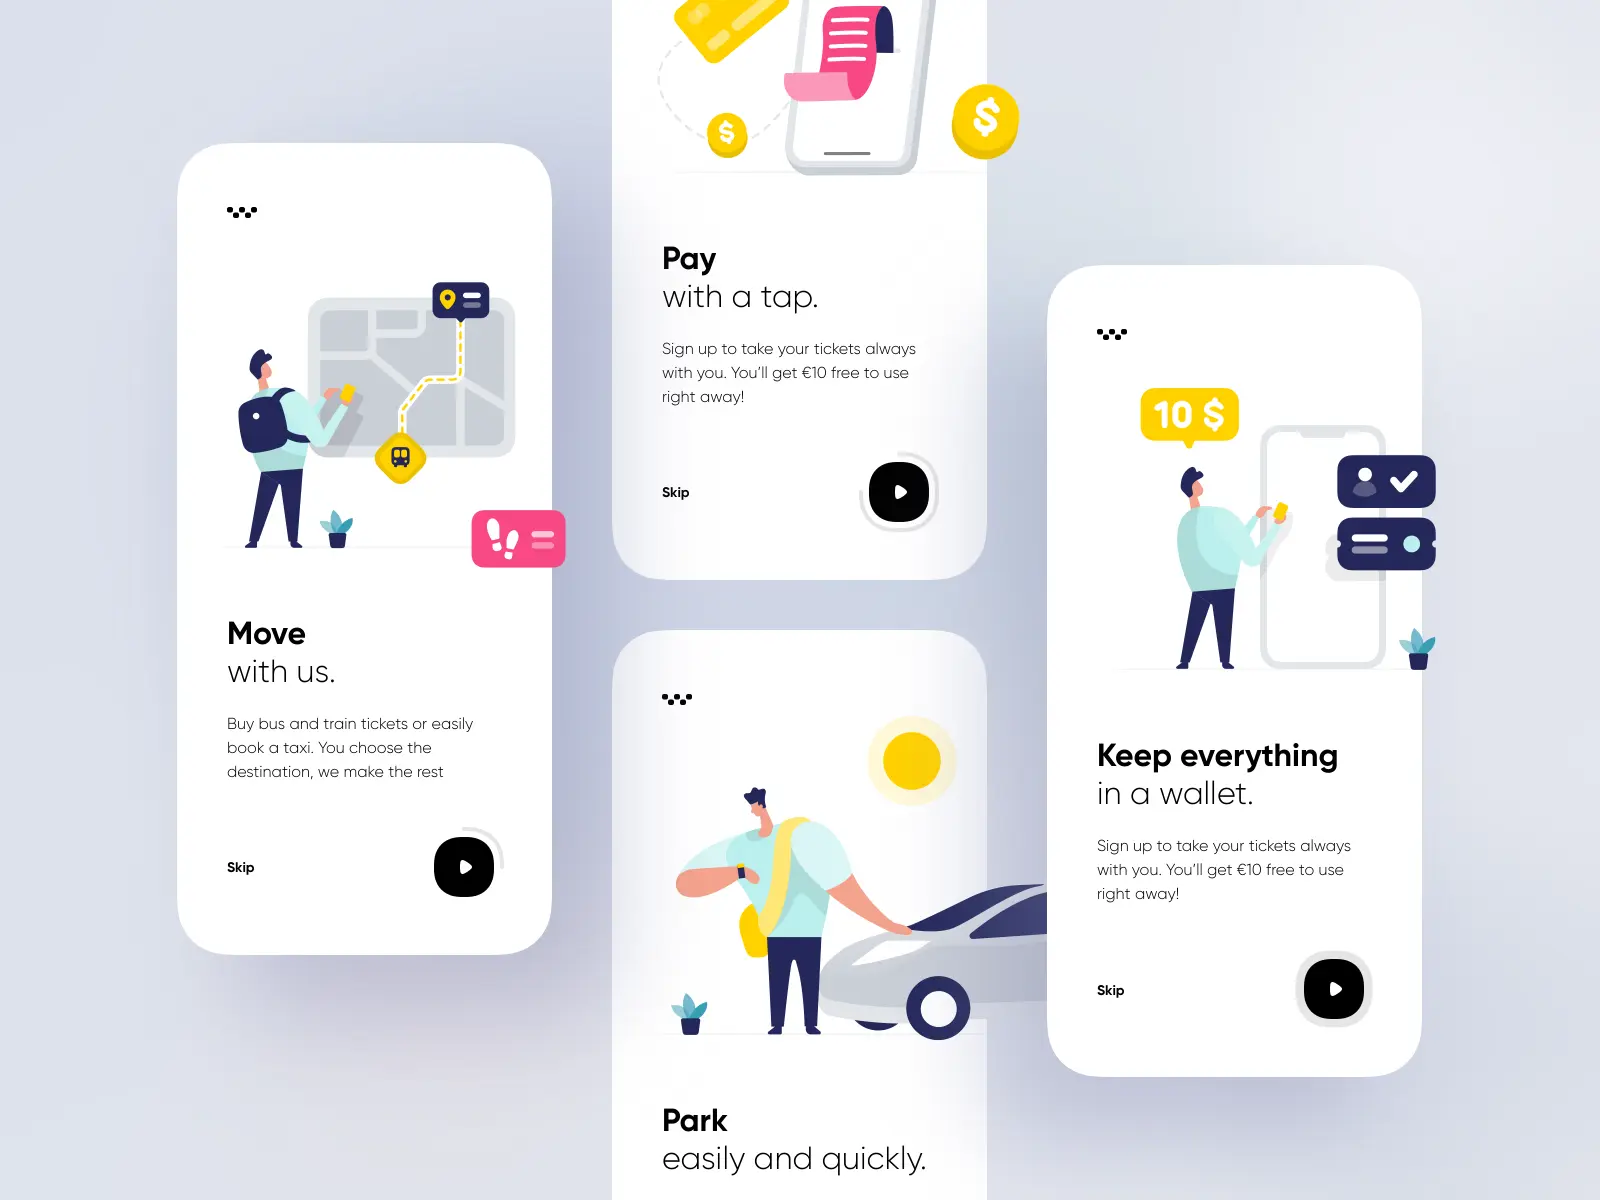 Move
with us.
Buy bus and train tickets or easily
book a taxi. You choose the
destination, we make the rest
Skip
$
$
Pay
with a tap.
Sign up to take your tickets always
with you. You’ll get €10 free to use
right away!
Skip
Park
easily and quickly.
10 $
Keep everything
in a wallet.
Sign up to take your tickets always
with you. You’ll get €10 free to use
right away!
Skip